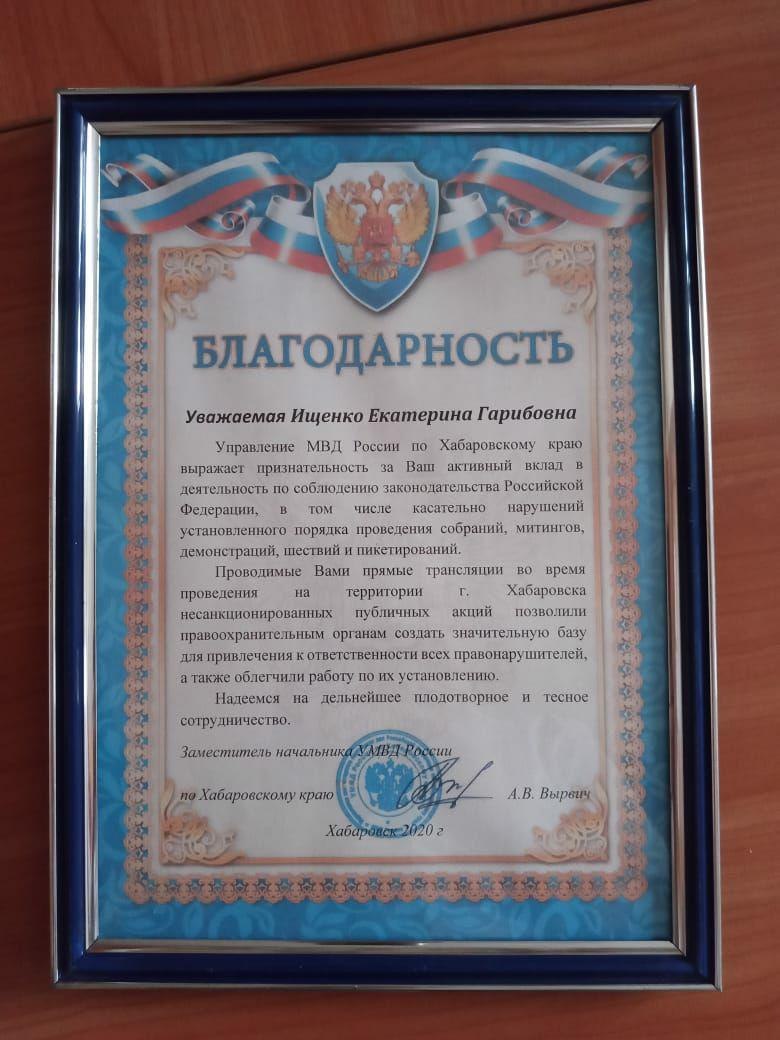 БЛАГОДАРНОСТЬ
Уважаемая Ищенко Екатерина Гарибовна
Управление МВД России по Хабаровскому краю
выражает признательность за Ваш активный вклад в
деятельность по соблюдению законодательства Российской
Федерации, в том числе касательно нарушений
установленного порядка проведения собраний, митингов,
демонстраций, шествий и пикетирований.
Проводимые Вами прямые трансляции во время
проведения на территории г. Хабаровска
несанкционированных публичных акций позволили
правоохранительным органам создать значительную базу
для привлечения к ответственности всех правонарушителей,
а также облегчили работу по их установлению.
Надеемся на дельнейшее плодотворное и тесное
сотрудничество.
Заместитель начальника УМВД России
по Хабаровскому краю А.В. Вырвич
Хабаровск 2020 г